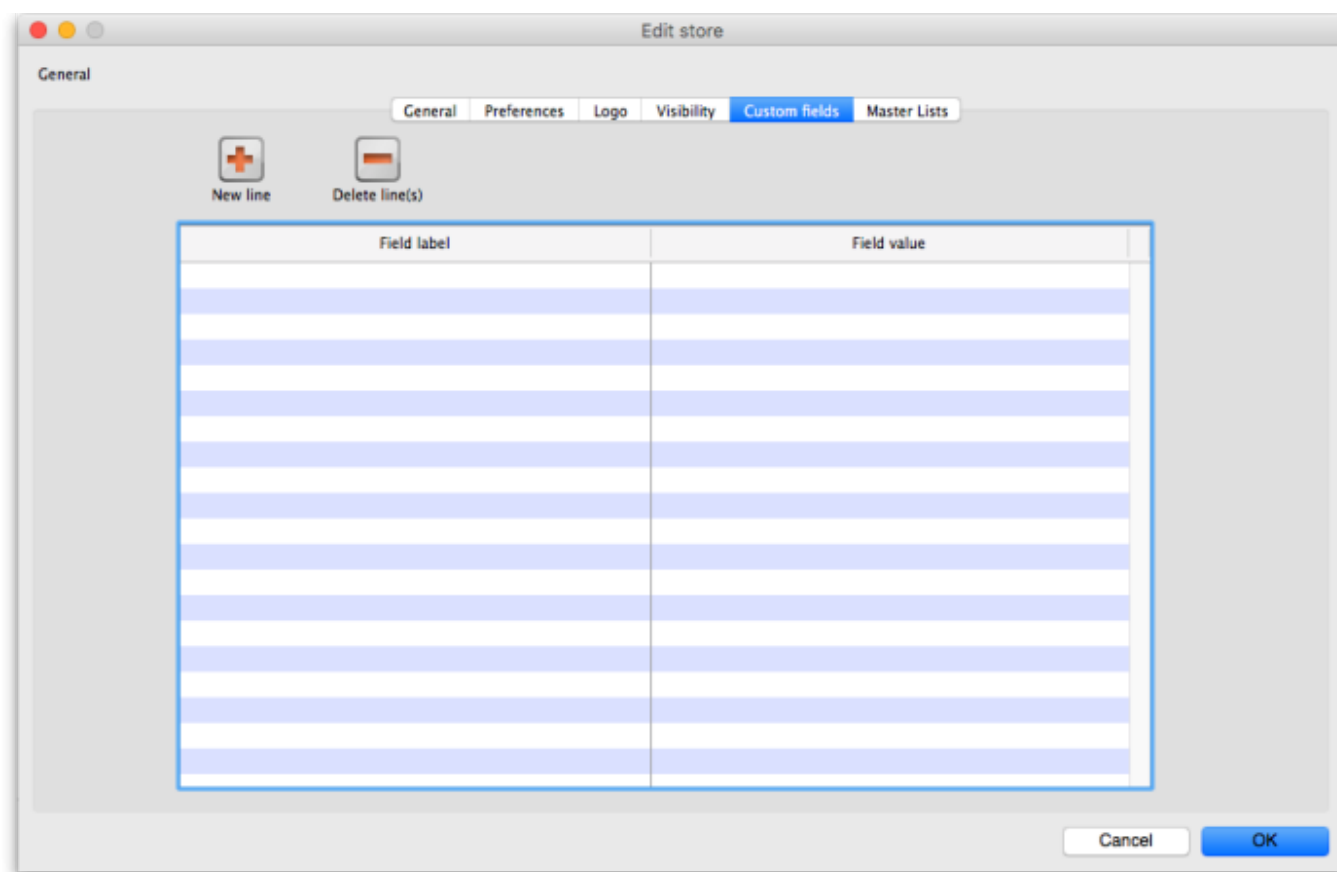 Edit store
General
General Preferences Logo Visibility Custom fields Master Lists
New line Delete line(s)
Field label Field value
Cancel OK